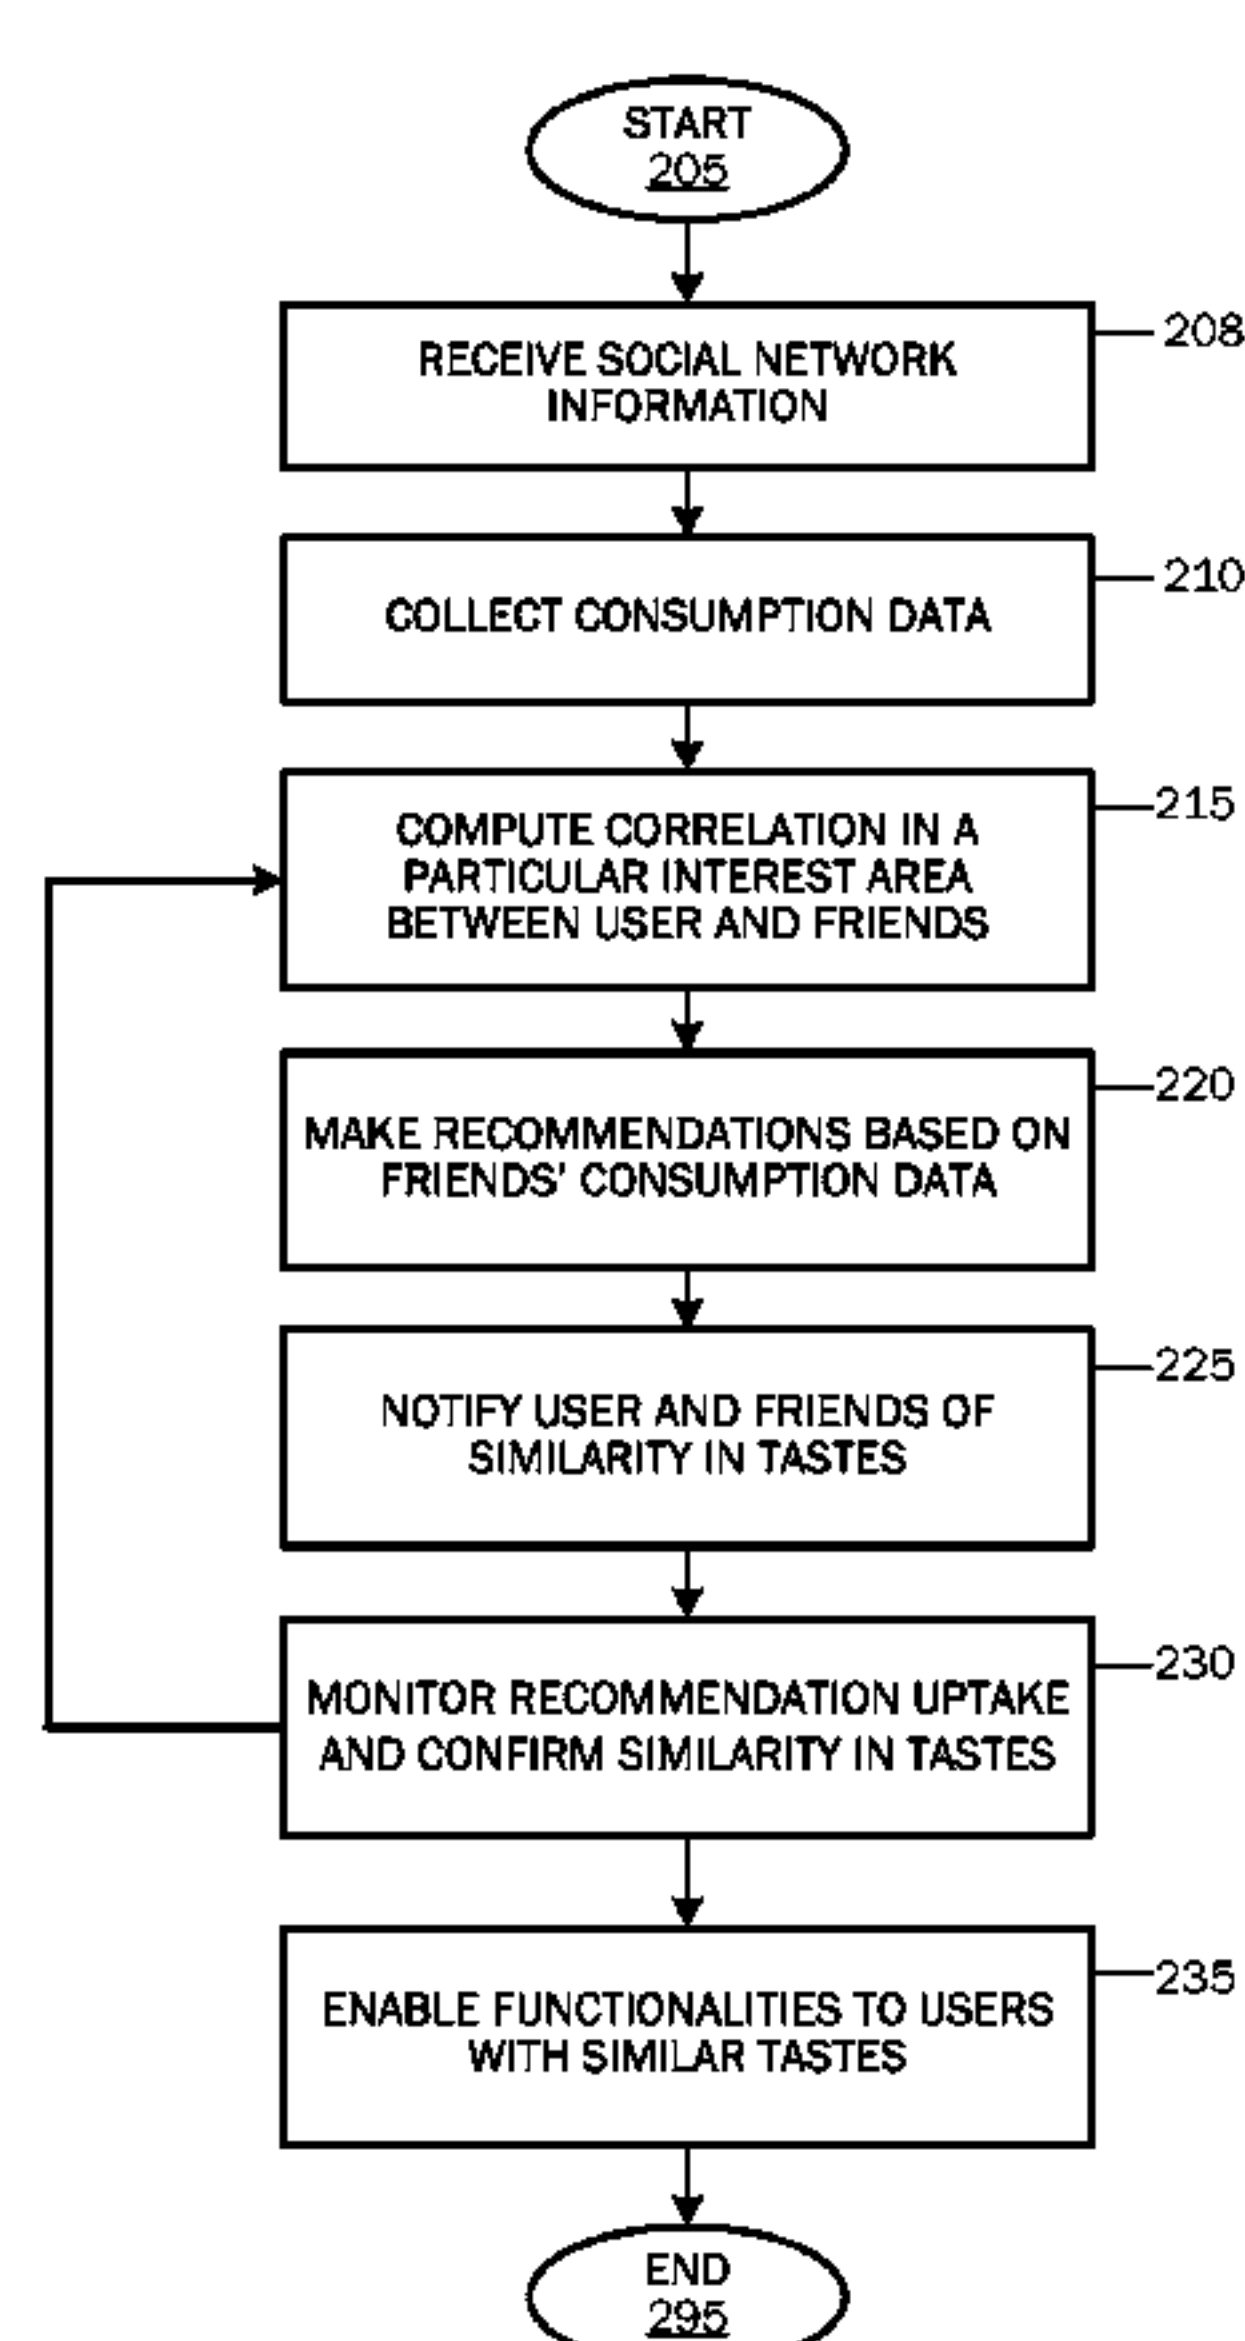 START
205
RECEIVE SOCIAL NETWORK
INFORMATION
208
COLLECT CONSUMPTION DATA
210
COMPUTE CORRELATION IN A
PARTICULAR INTEREST AREA
BETWEEN USER AND FRIENDS
215
MAKE RECOMMENDATIONS BASED ON
FRIENDS' CONSUMPTION DATA
220
NOTIFY USER AND FRIENDS OF
SIMILARITY IN TASTES
225
MONITOR RECOMMENDATION UPTAKE
AND CONFIRM SIMILARITY IN TASTES
230
ENABLE FUNCTIONALITIES TO USERS
WITH SIMILAR TASTES
235
END
295